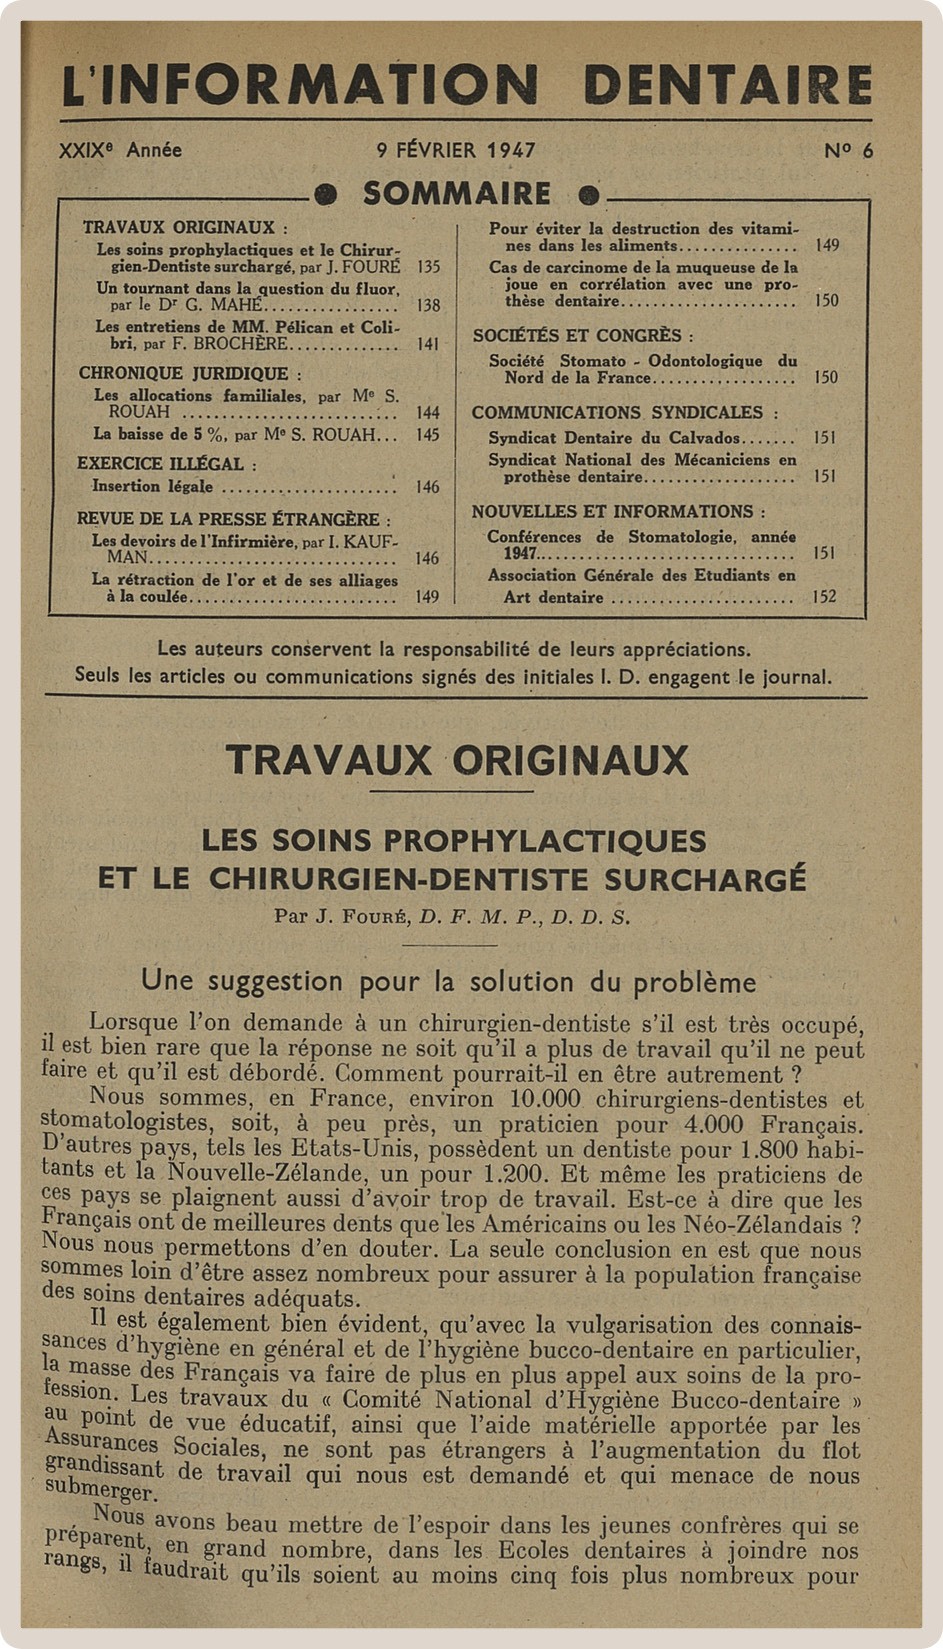 L'INFORMATION DENTAIRE
XXIXe Année 9 FÉVRIER 1947 No 6
● SOMMAIRE ●
TRAVAUX ORIGINAUX :
Les soins prophylactiques et le Chirur-
gien-Dentiste surchargé, par J. FOURÉ 135
Un tournant dans la question du fluor,
par le Dr G. MAHÉ................. 138
Les entretiens de MM. Pélican et Coli-
bri, par F. BROCHÈRE.............. 141
CHRONIQUE JURIDIQUE :
Les allocations familiales, par Me S.
ROUAH ........................... 144
La baisse de 5 %, par Me S. ROUAH... 145
EXERCICE ILLÉGAL :
Insertion légale ...................... 146
REVUE DE LA PRESSE ÉTRANGÈRE :
Les devoirs de l'Infirmière, par I. KAUF-
MAN............................... 146
La rétraction de l'or et de ses alliages
à la coulée.......................... 149
Pour éviter la destruction des vitami-
nes dans les aliments............... 149
Cas de carcinome de la muqueuse de la
joue en corrélation avec une pro-
thèse dentaire...................... 150
SOCIÉTÉS ET CONGRÈS :
Société Stomato - Odontologique du
Nord de la France.................. 150
COMMUNICATIONS SYNDICALES :
Syndicat Dentaire du Calvados....... 151
Syndicat National des Mécaniciens en
prothèse dentaire................... 151
NOUVELLES ET INFORMATIONS :
Conférences de Stomatologie, année
1947................................ 151
Association Générale des Etudiants en
Art dentaire ....................... 152
Les auteurs conservent la responsabilité de leurs appréciations.
Seuls les articles ou communications signés des initiales I. D. engagent le journal.
TRAVAUX ORIGINAUX
LES SOINS PROPHYLACTIQUES
ET LE CHIRURGIEN-DENTISTE SURCHARGÉ
Par J. FOURÉ, D. F. M. P., D. D. S.
Une suggestion pour la solution du problème
Lorsque l'on demande à un chirurgien-dentiste s'il est très occupé,
il est bien rare que la réponse ne soit qu'il a plus de travail qu'il ne peut
faire et qu'il est débordé. Comment pourrait-il en être autrement ?
Nous sommes, en France, environ 10.000 chirurgiens-dentistes et
stomatologistes, soit, à peu près, un praticien pour 4.000 Français.
D'autres pays, tels les Etats-Unis, possèdent un dentiste pour 1.800 habi-
tants et la Nouvelle-Zélande, un pour 1.200. Et même les praticiens de
ces pays se plaignent aussi d'avoir trop de travail. Est-ce à dire que les
Français ont de meilleures dents que les Américains ou les Néo-Zélandais ?
Nous nous permettons d'en douter. La seule conclusion en est que nous
sommes loin d'être assez nombreux pour assurer à la population française
des soins dentaires adéquats.
Il est également bien évident, qu'avec la vulgarisation des connais-
sances d'hygiène en général et de l'hygiène bucco-dentaire en particulier,
la masse des Français va faire de plus en plus appel aux soins de la pro-
fession. Les travaux du « Comité National d'Hygiène Bucco-dentaire »
au point de vue éducatif, ainsi que l'aide matérielle apportée par les
Assurances Sociales, ne sont pas étrangers à l'augmentation du flot
grandissant de travail qui nous est demandé et qui menace de nous
submerger.
Nous avons beau mettre de l'espoir dans les jeunes confrères qui se
préparent, en grand nombre, dans les Ecoles dentaires à joindre nos
rangs, il faudrait qu'ils soient au moins cinq fois plus nombreux pour